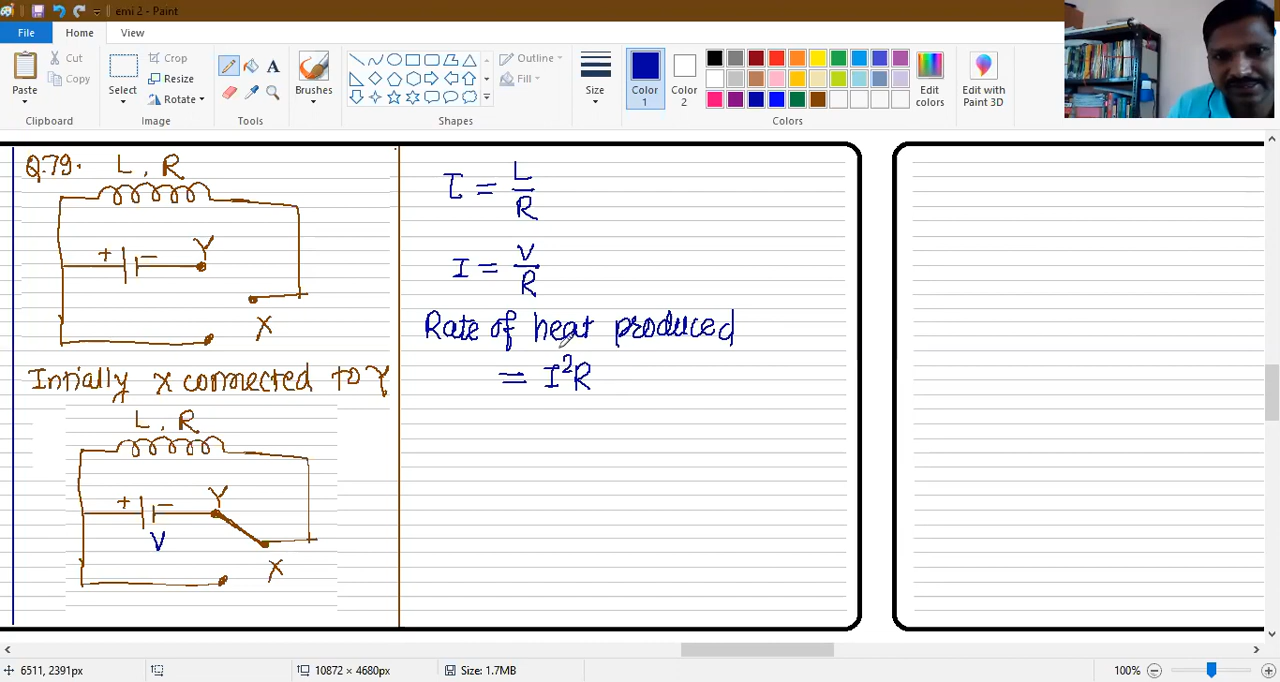 emi 2 - Paint
File Home View
Paste
Cut
Copy
Clipboard
Select
Crop
Resize
Rotate
Image
Tools
Brushes
Shapes
Outline
Fill
Size
Color 1
Color 2
Edit colors
Colors
Edit with Paint 3D
Q.79. L, R
+ - Y
X
Intially X connected to Y
L, R
+ - Y
V
X
τ = L/R
I = V/R
Rate of heat produced
= I²R
6511, 2391px
10872 × 4680px
Size: 1.7MB
100%